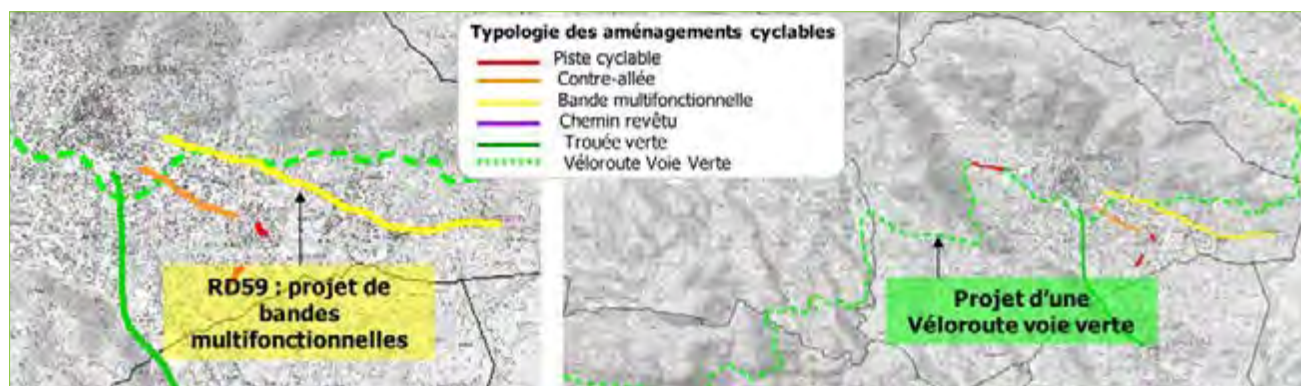 Typologie des aménagements cyclables
Piste cyclable
Contre-allée
Bande multifonctionnelle
Chemin revêtu
Trouée verte
Véloroute Voie Verte
RD59 : projet de
bandes
multifonctionnelles
Projet d'une
Véloroute voie verte